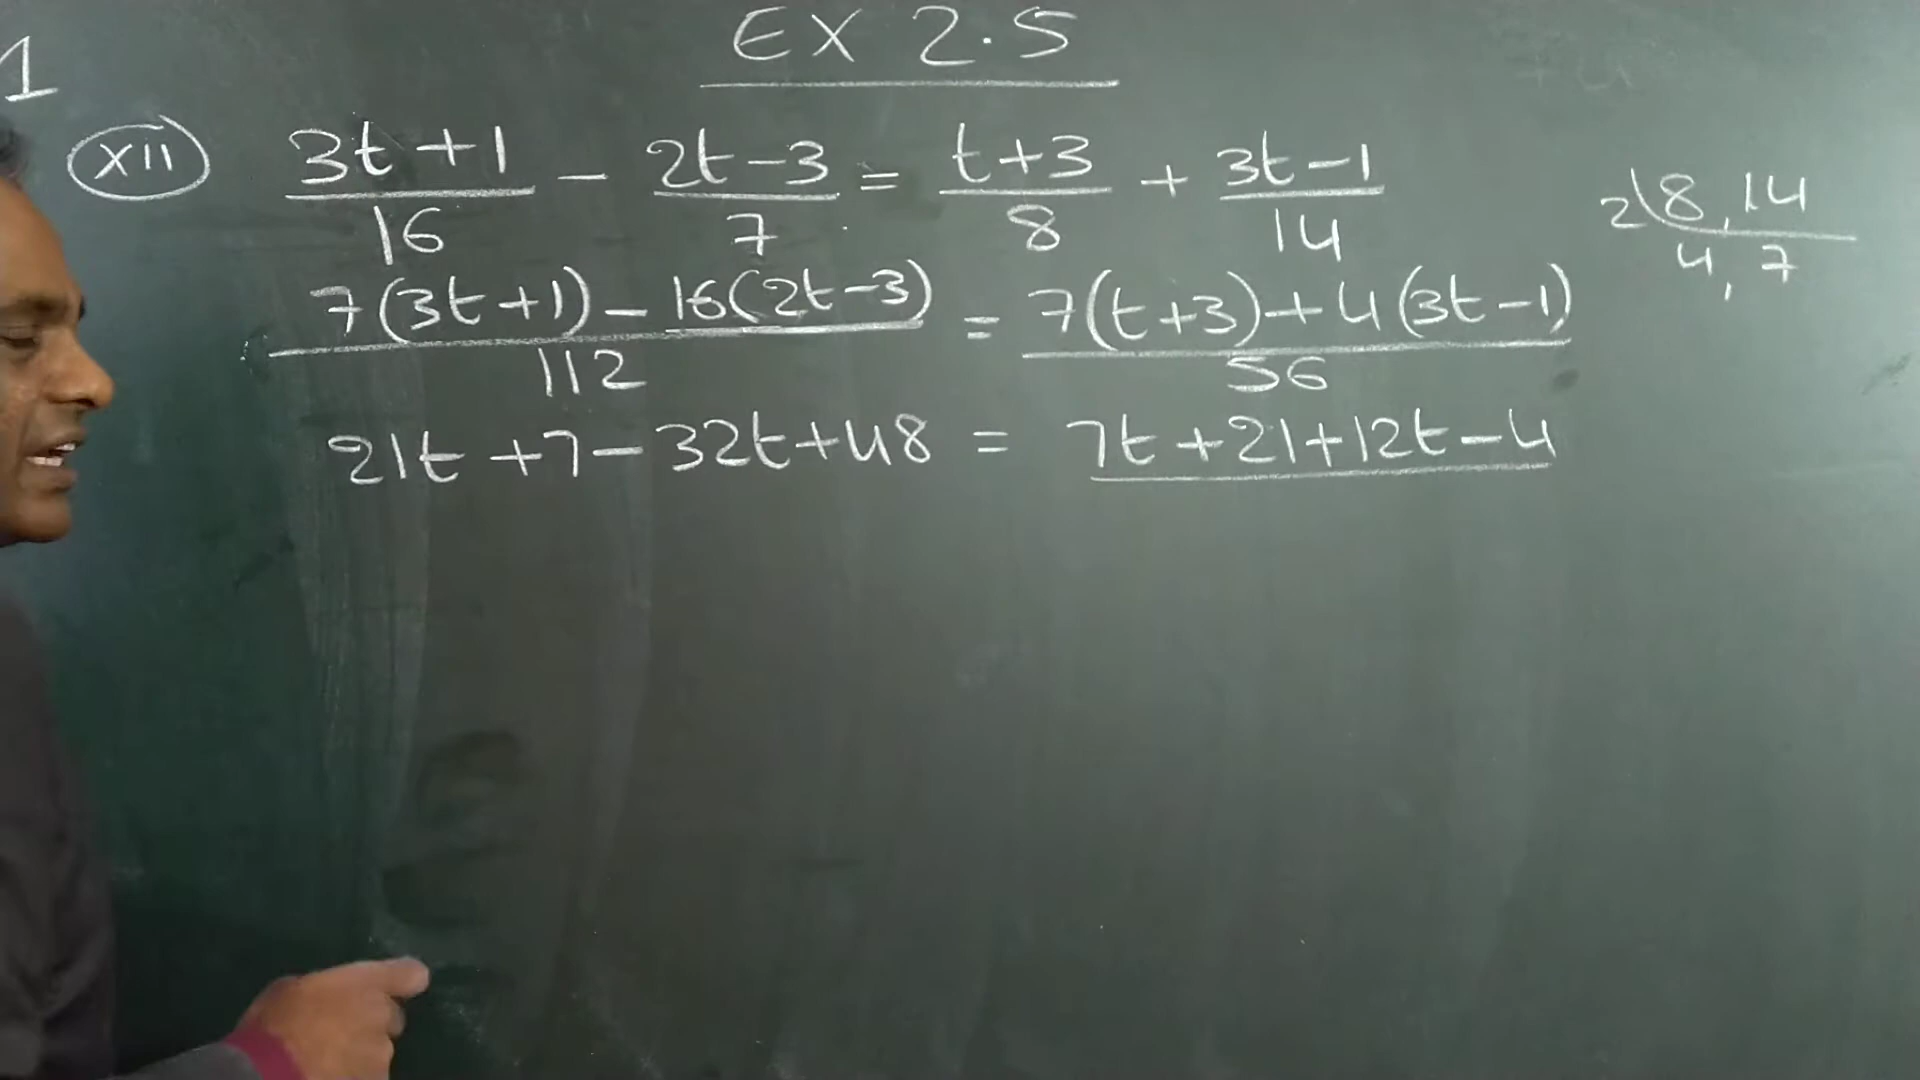 1
EX 2.5
xii (3t+1)/16 - (2t-3)/7 = (t+3)/8 + (3t-1)/14
2 8, 14
4, 7
(7(3t+1) - 16(2t-3))/112 = (7(t+3) + 4(3t-1))/56
21t + 7 - 32t + 48 = 7t + 21 + 12t - 4